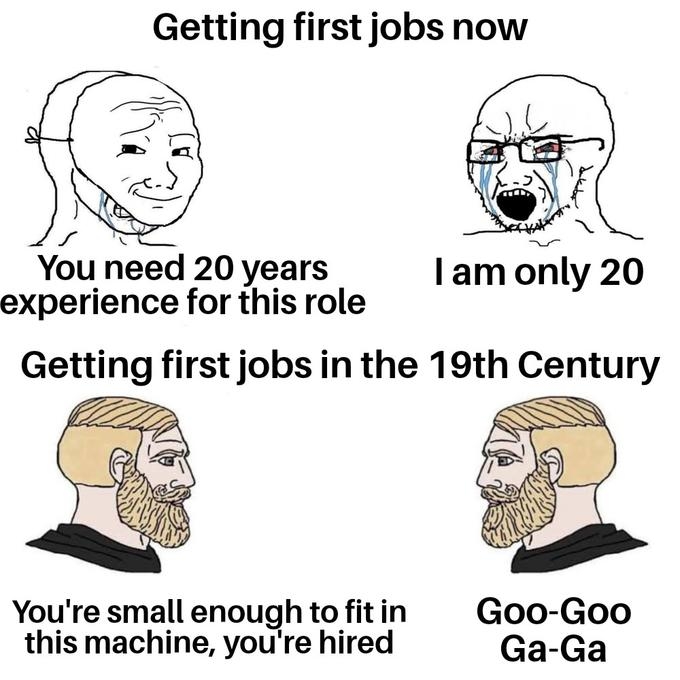 Getting first jobs now
You need 20 years
experience for this role
I am only 20
Getting first jobs in the 19th Century
You're small enough to fit in
this machine, you're hired
Goo-Goo
Ga-Ga